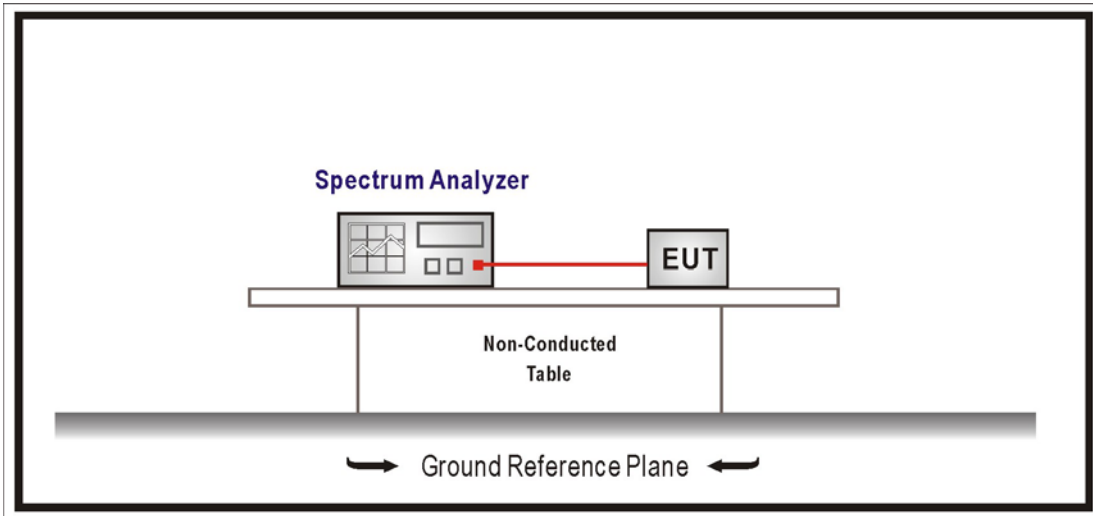 Spectrum Analyzer
EUT
Non-Conducted
Table
Ground Reference Plane